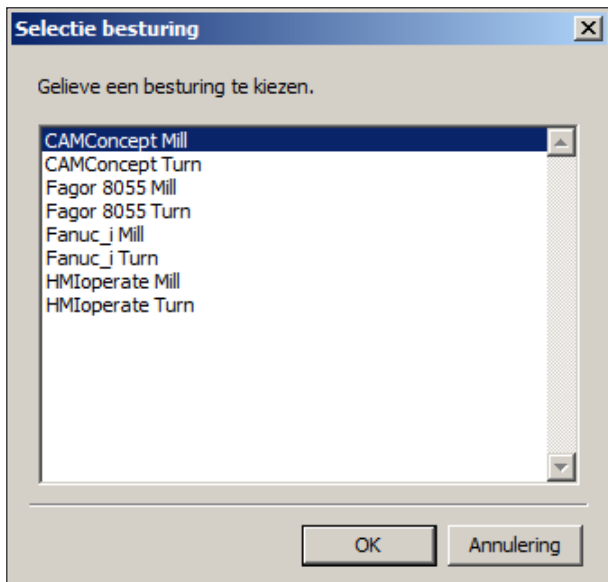 Selectie besturing
Gelieve een besturing te kiezen.
CAMConcept Mill
CAMConcept Turn
Fagor 8055 Mill
Fagor 8055 Turn
Fanuc_i Mill
Fanuc_i Turn
HMIoperate Mill
HMIoperate Turn
OK Annulering